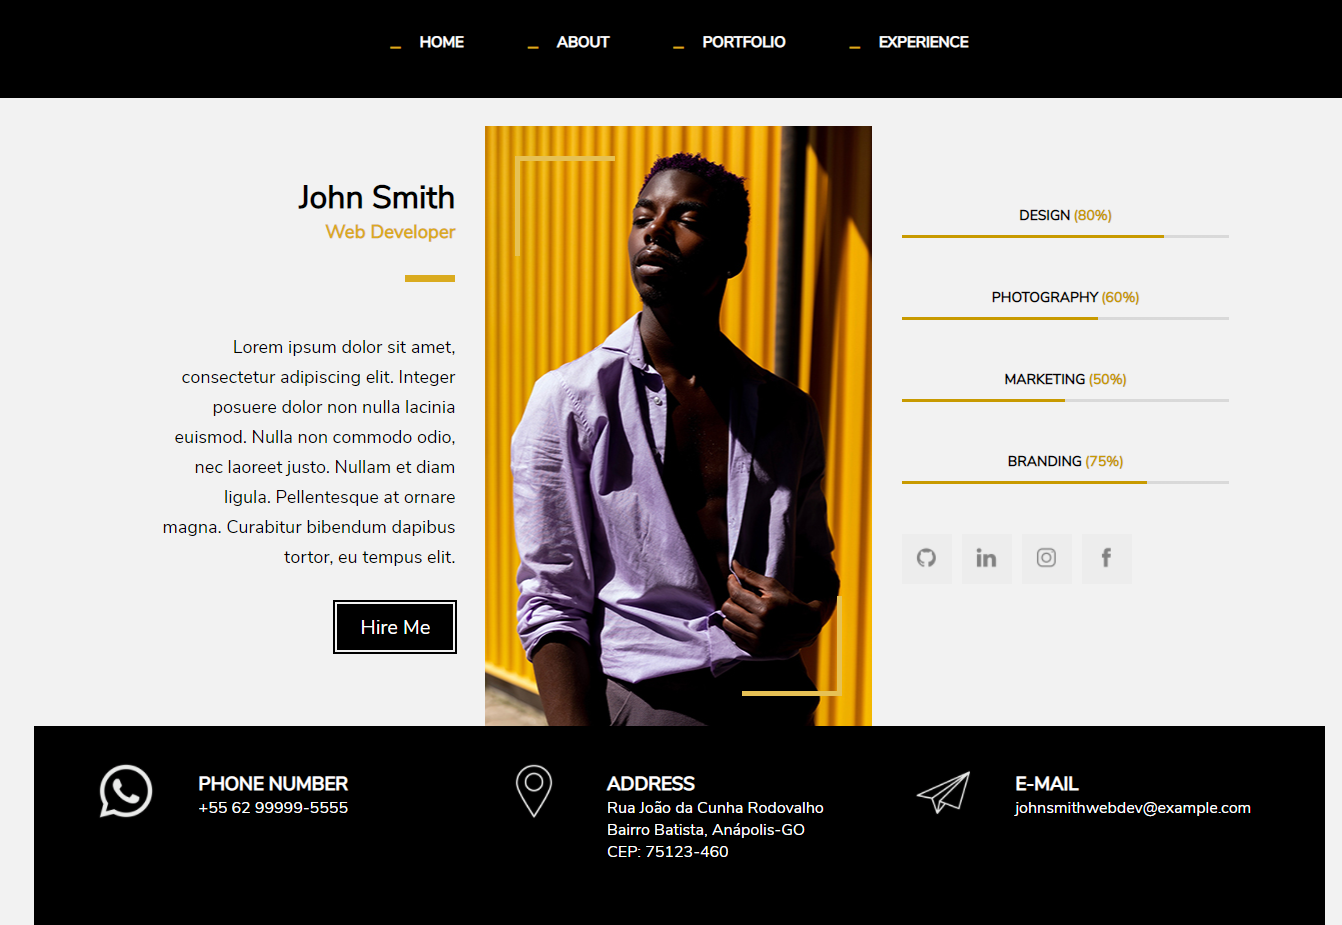 HOME
ABOUT
PORTFOLIO
EXPERIENCE
John Smith
Web Developer
Lorem ipsum dolor sit amet,
consectetur adipiscing elit. Integer
posuere dolor non nulla lacinia
euismod. Nulla non commodo odio,
nec laoreet justo. Nullam et diam
ligula. Pellentesque at ornare
magna. Curabitur bibendum dapibus
tortor, eu tempus elit.
Hire Me
DESIGN (80%)
PHOTOGRAPHY (60%)
MARKETING (50%)
BRANDING (75%)
PHONE NUMBER
+55 62 99999-5555
ADDRESS
Rua João da Cunha Rodovalho
Bairro Batista, Anápolis-GO
CEP: 75123-460
E-MAIL
johnsmithwebdev@example.com